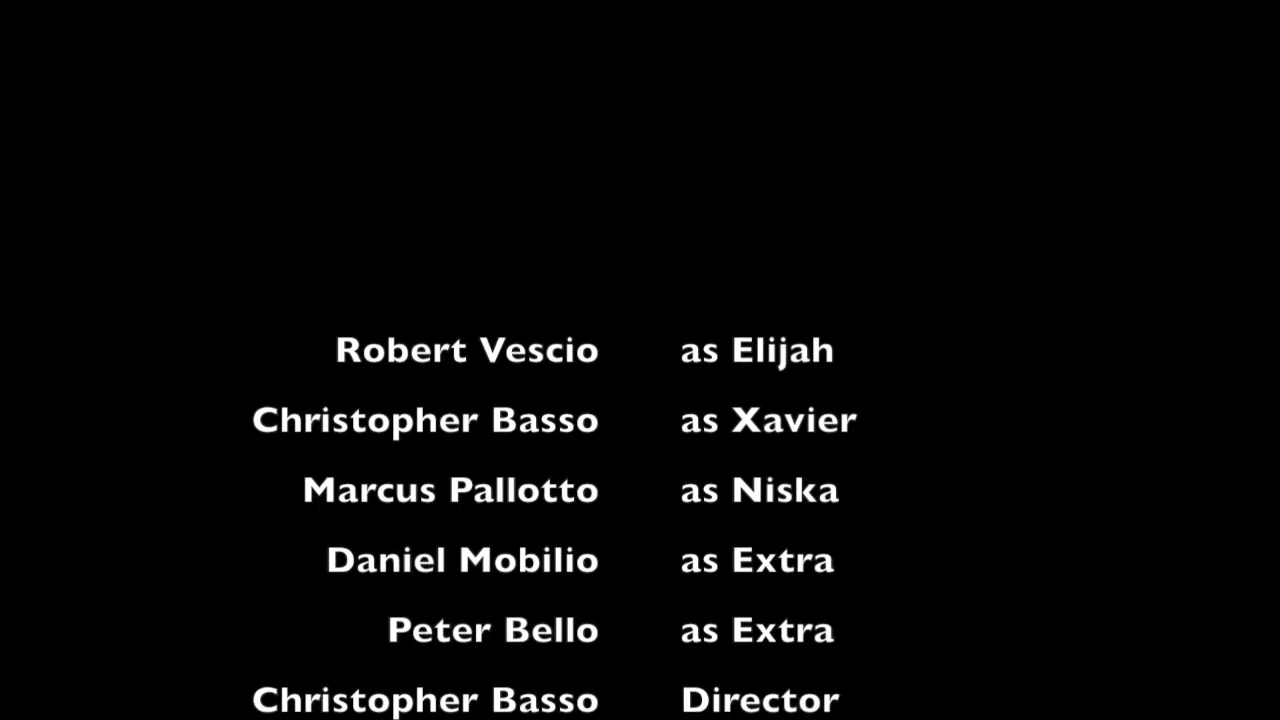 Robert Vescio as Elijah
Christopher Basso as Xavier
Marcus Pallotto as Niska
Daniel Mobilio as Extra
Peter Bello as Extra
Christopher Basso Director